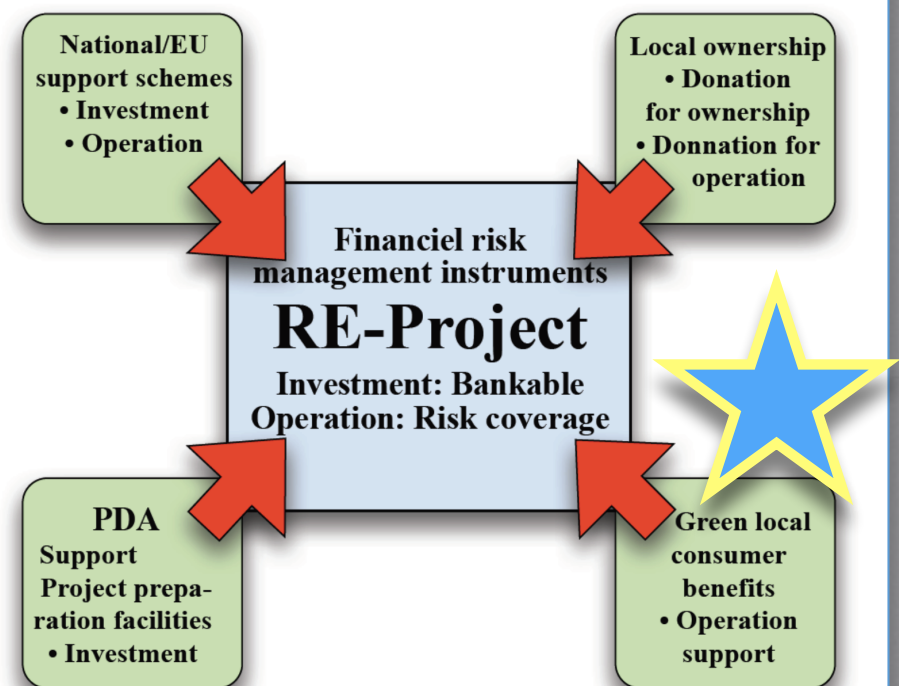 National/EU
support schemes
• Investment
• Operation
Local ownership
• Donation
for ownership
• Donnation for
operation
Financiel risk
management instruments
RE-Project
Investment: Bankable
Operation: Risk coverage
PDA
Support
Project prepa-
ration facilities
• Investment
Green local
consumer
benefits
• Operation
support